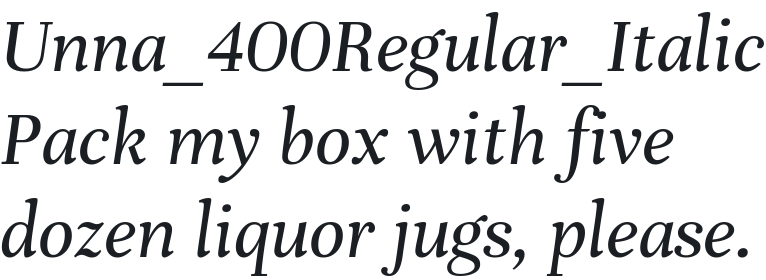 Unna_400Regular_Italic
Pack my box with five
dozen liquor jugs, please.